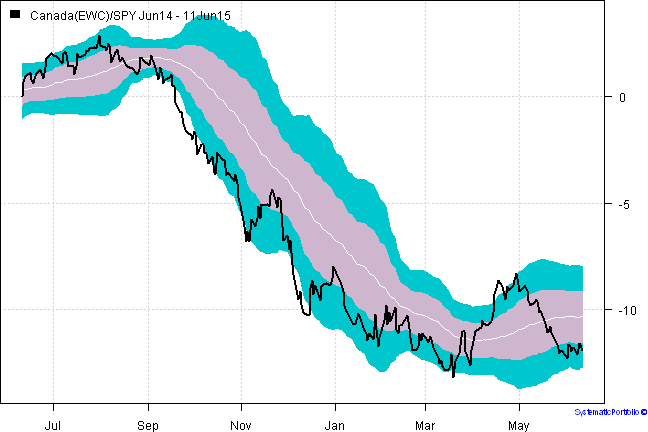 Canada(EWC)/SPY Jun14 - 11Jun15
0
-5
-10
Jul Sep Nov Jan Mar May
SystematicPortfolio ©